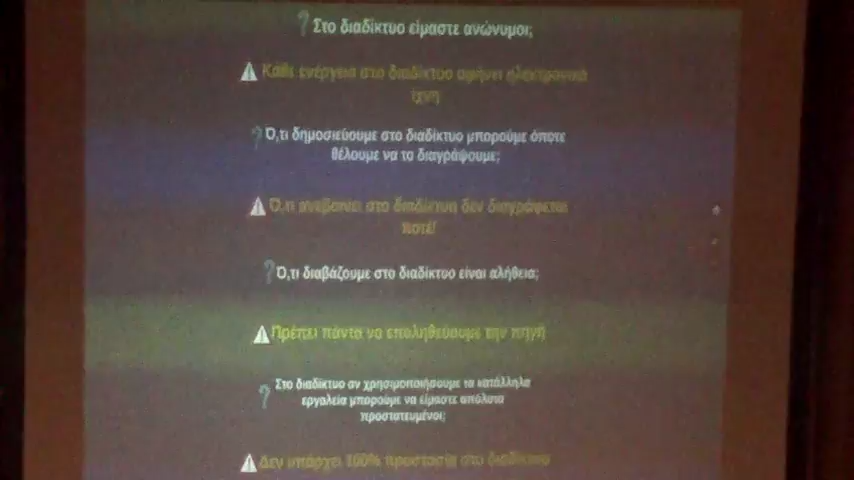 Στο διαδίκτυο είμαστε ανώνυμοι;
Κάθε ενέργεια στο διαδίκτυο αφήνει ηλεκτρονικά
ίχνη
Ό,τι δημοσιεύουμε στο διαδίκτυο μπορούμε όποτε
θέλουμε να το διαγράψουμε;
Ό,τι ανεβαίνει στο διαδίκτυο δεν διαγράφεται
ποτέ!
Ό,τι διαβάζουμε στο διαδίκτυο είναι αλήθεια;
Πρέπει πάντα να επαληθεύουμε την πηγή
Στο διαδίκτυο αν χρησιμοποιήσουμε τα κατάλληλα
εργαλεία μπορούμε να είμαστε απόλυτα
προστατευμένοι;
Δεν υπάρχει 100% προστασία στο διαδίκτυο